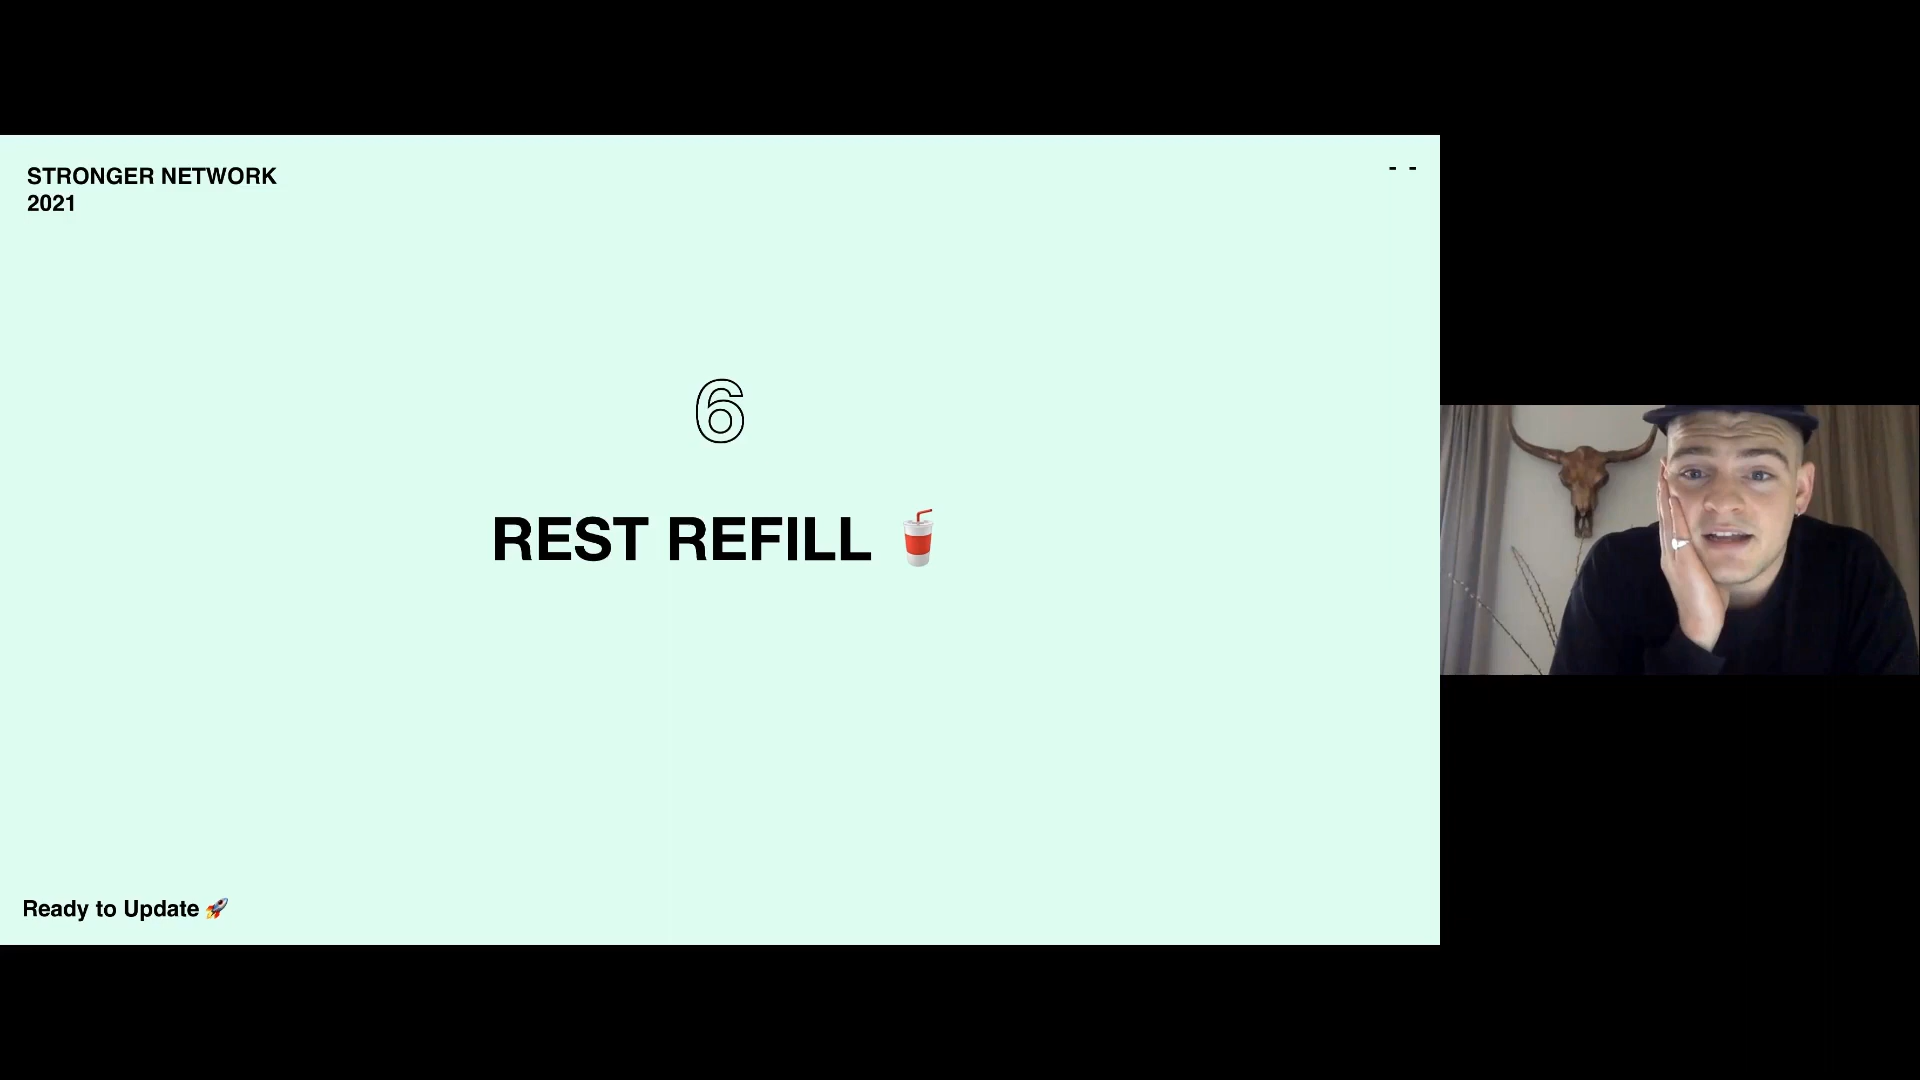 STRONGER NETWORK
2021
- -
6
REST REFILL 🥤
Ready to Update 🚀